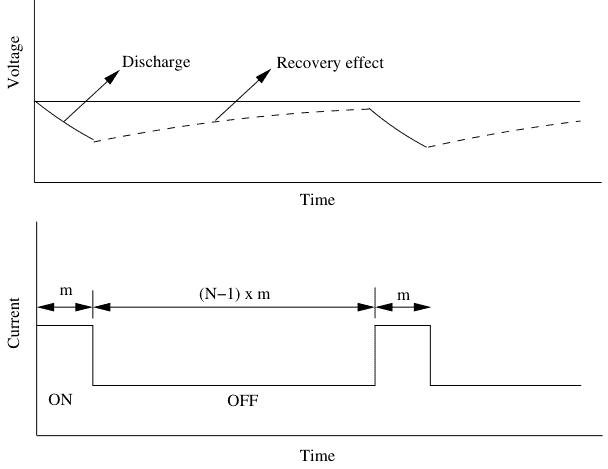 Voltage
Discharge
Recovery effect
Time
Current
m
(N−1) x m
m
ON
OFF
Time